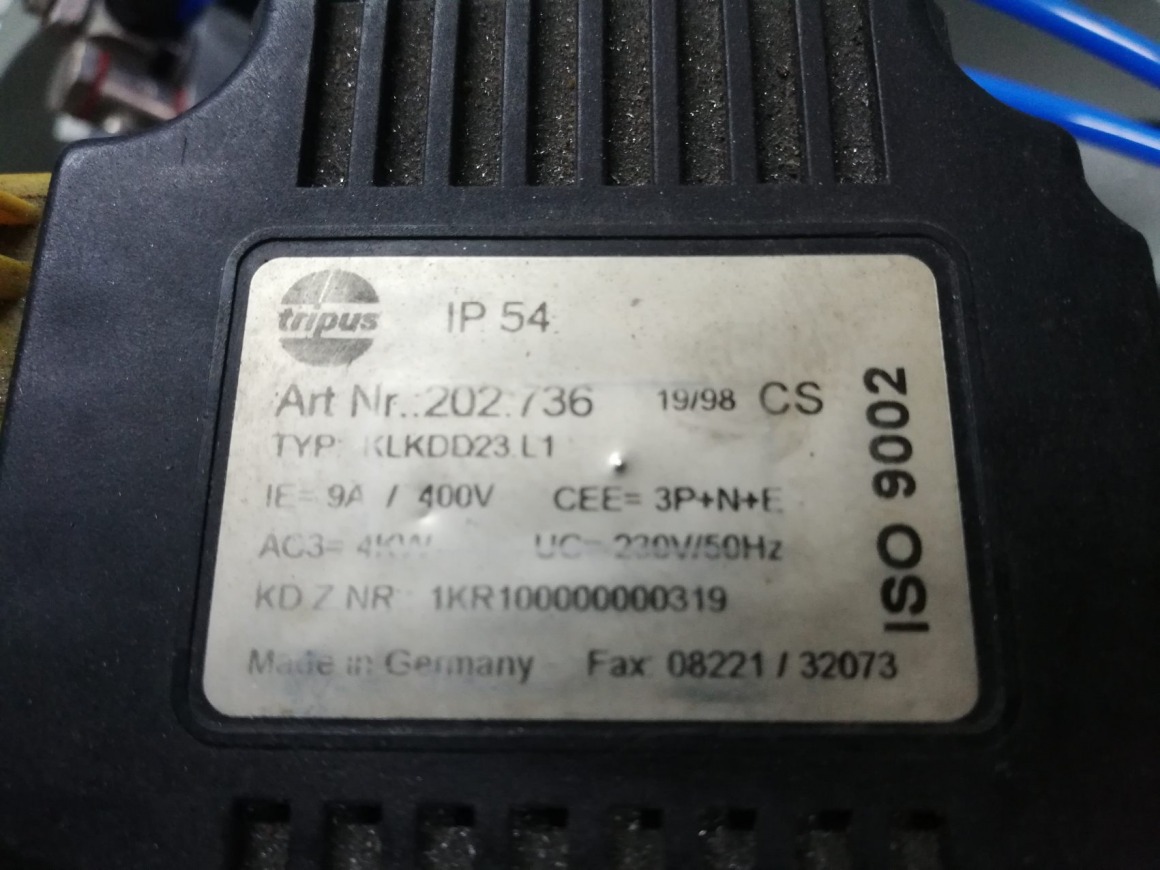 tripus
IP 54
Art Nr.:202.736 19/98 CS
TYP: KLKDD23.L1
IE= 9A / 400V CEE= 3P+N+E
AC3= 4KW UC= 230V/50Hz
KD Z NR: 1KR100000000319
Made in Germany Fax: 08221 / 32073
ISO 9002